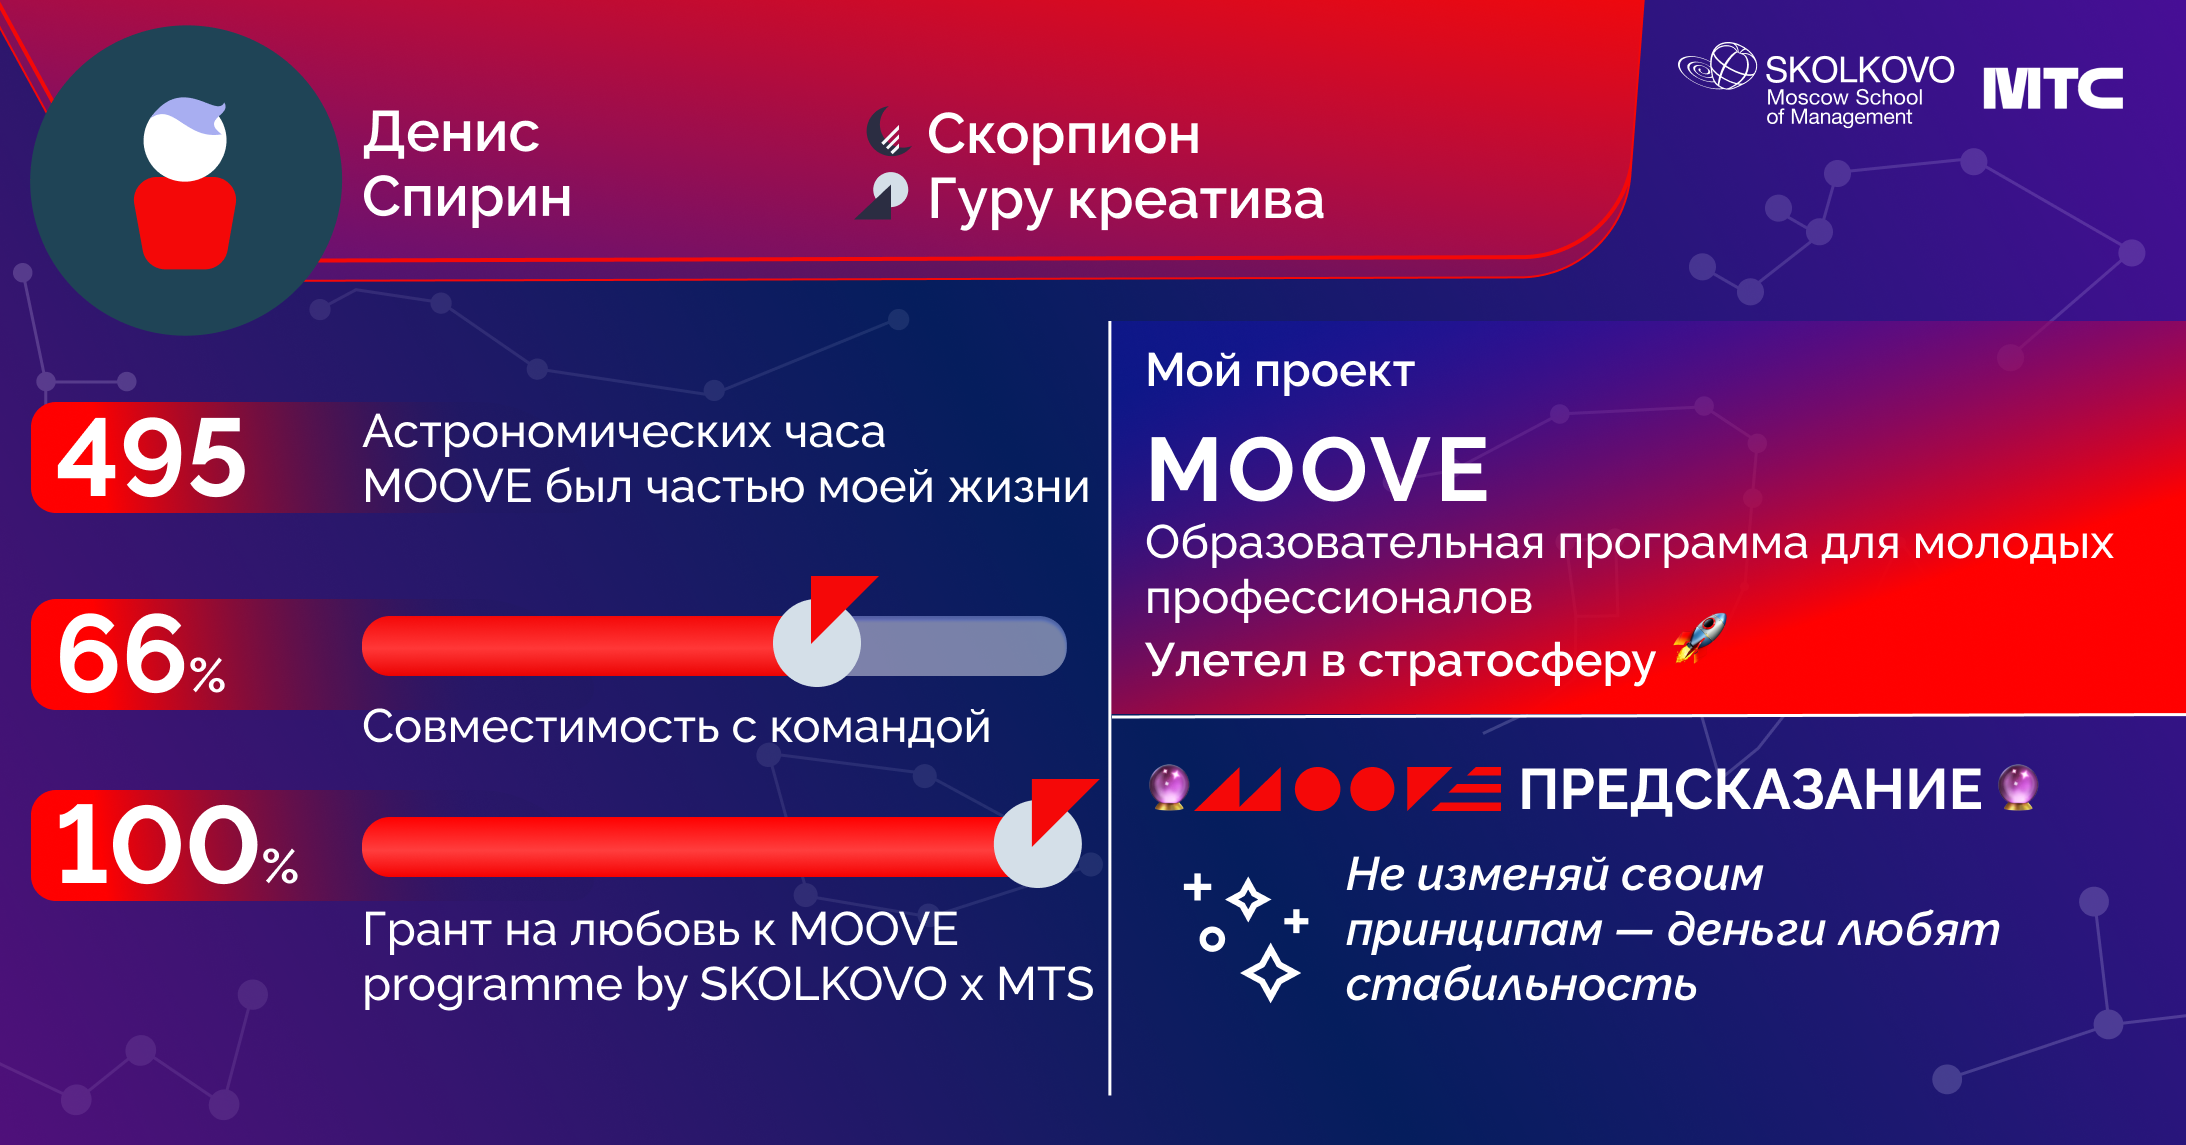 Денис
Спирин
Скорпион
Гуру креатива
SKOLKOVO
Moscow School
of Management
МТС
495
Астрономических часа
MOOVE был частью моей жизни
66%
Совместимость с командой
100%
Грант на любовь к MOOVE
programme by SKOLKOVO x MTS
Мой проект
MOOVE
Образовательная программа для молодых
профессионалов
Улетел в стратосферу 🚀
🔮MOOVE ПРЕДСКАЗАНИЕ🔮
Не изменяй своим
принципам — деньги любят
стабильность